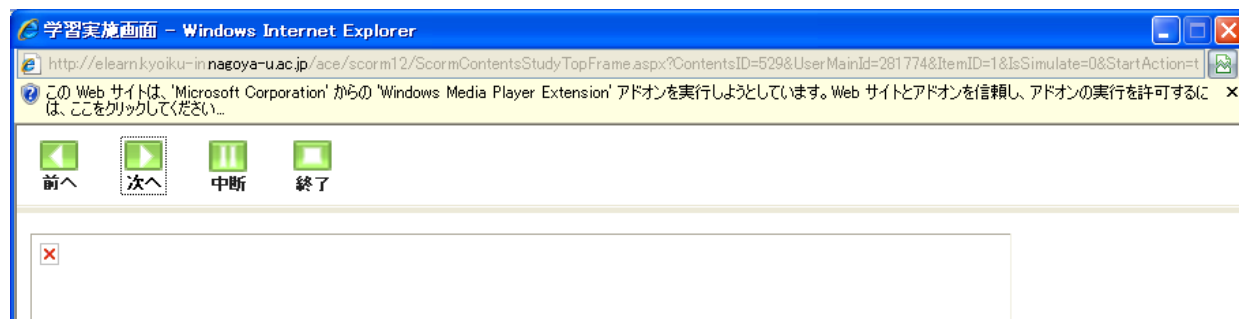 学習実施画面 - Windows Internet Explorer
http://elearn.kyoiku-in.nagoya-u.ac.jp/ace/scorm12/ScormContentsStudyTopFrame.aspx?ContentsID=529&UserMainId=281774&ItemID=1&IsSimulate=0&StartAction=t
この Web サイトは、'Microsoft Corporation' からの 'Windows Media Player Extension' アドオンを実行しようとしています。Web サイトとアドオンを信頼し、アドオンの実行を許可するに
は、ここをクリックしてください...
前へ 次へ 中断 終了